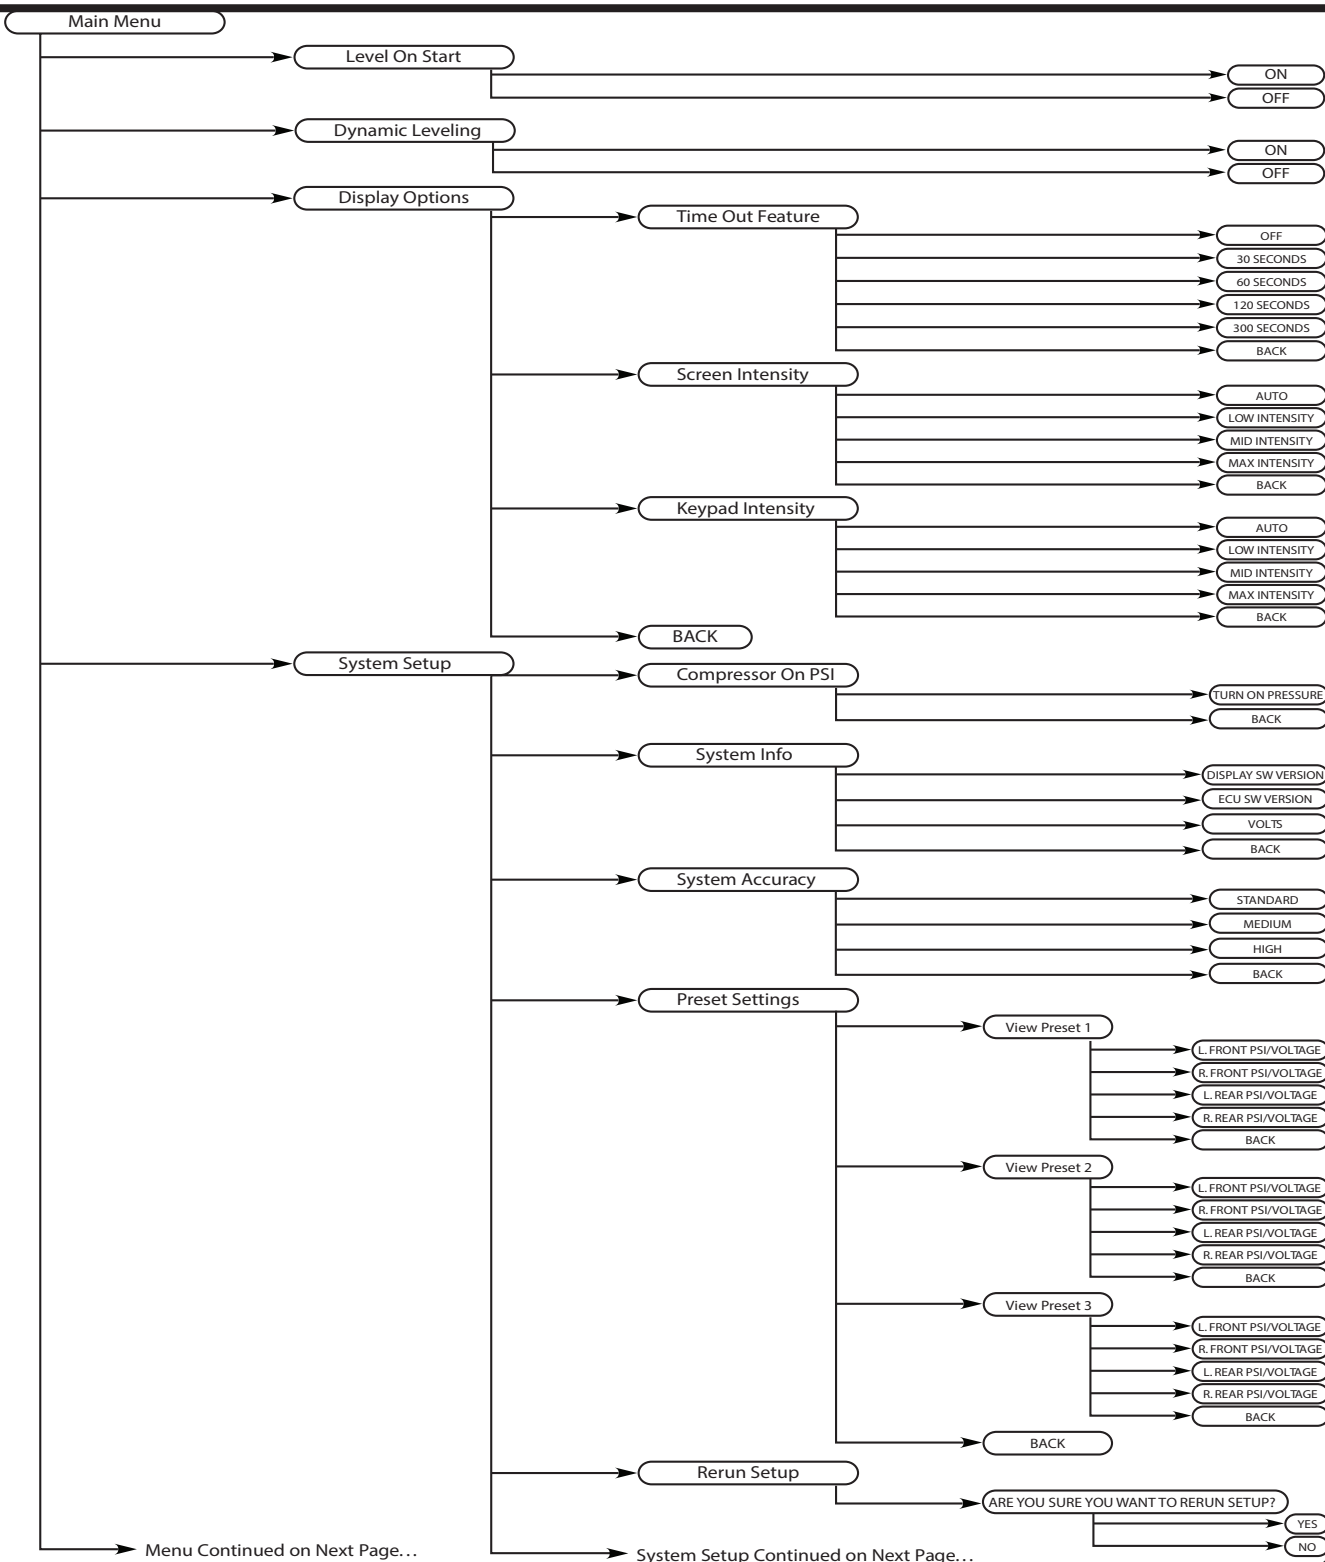 Main Menu
Level On Start
ON
OFF
Dynamic Leveling
ON
OFF
Display Options
Time Out Feature
OFF
30 SECONDS
60 SECONDS
120 SECONDS
300 SECONDS
BACK
Screen Intensity
AUTO
LOW INTENSITY
MID INTENSITY
MAX INTENSITY
BACK
Keypad Intensity
AUTO
LOW INTENSITY
MID INTENSITY
MAX INTENSITY
BACK
BACK
System Setup
Compressor On PSI
TURN ON PRESSURE
BACK
System Info
DISPLAY SW VERSION
ECU SW VERSION
VOLTS
BACK
System Accuracy
STANDARD
MEDIUM
HIGH
BACK
Preset Settings
View Preset 1
L. FRONT PSI/VOLTAGE
R. FRONT PSI/VOLTAGE
L. REAR PSI/VOLTAGE
R. REAR PSI/VOLTAGE
BACK
View Preset 2
L. FRONT PSI/VOLTAGE
R. FRONT PSI/VOLTAGE
L. REAR PSI/VOLTAGE
R. REAR PSI/VOLTAGE
BACK
View Preset 3
L. FRONT PSI/VOLTAGE
R. FRONT PSI/VOLTAGE
L. REAR PSI/VOLTAGE
R. REAR PSI/VOLTAGE
BACK
BACK
Rerun Setup
ARE YOU SURE YOU WANT TO RERUN SETUP?
YES
NO
Menu Continued on Next Page...
System Setup Continued on Next Page...